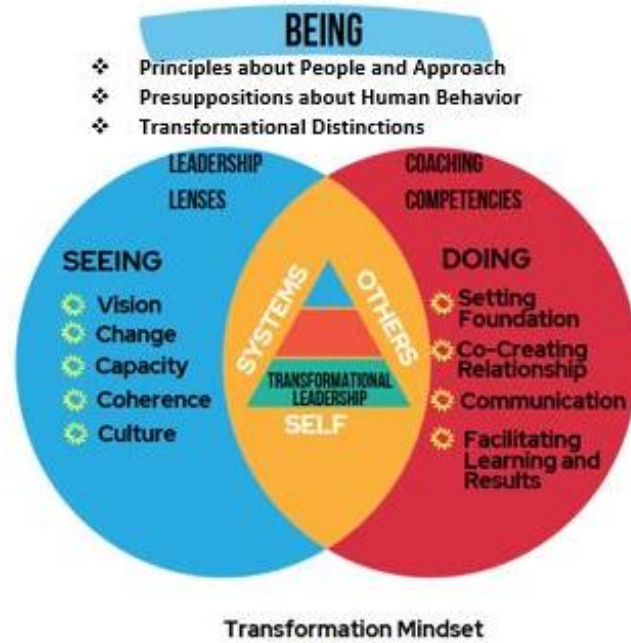 BEING
❖ Principles about People and Approach
❖ Presuppositions about Human Behavior
❖ Transformational Distinctions
LEADERSHIP
LENSES
SEEING
Vision
Change
Capacity
Coherence
Culture
SYSTEMS
OTHERS
TRANSFORMATIONAL
LEADERSHIP
SELF
COACHING
COMPETENCIES
DOING
Setting
Foundation
Co-Creating
Relationship
Communication
Facilitating
Learning and
Results
Transformation Mindset